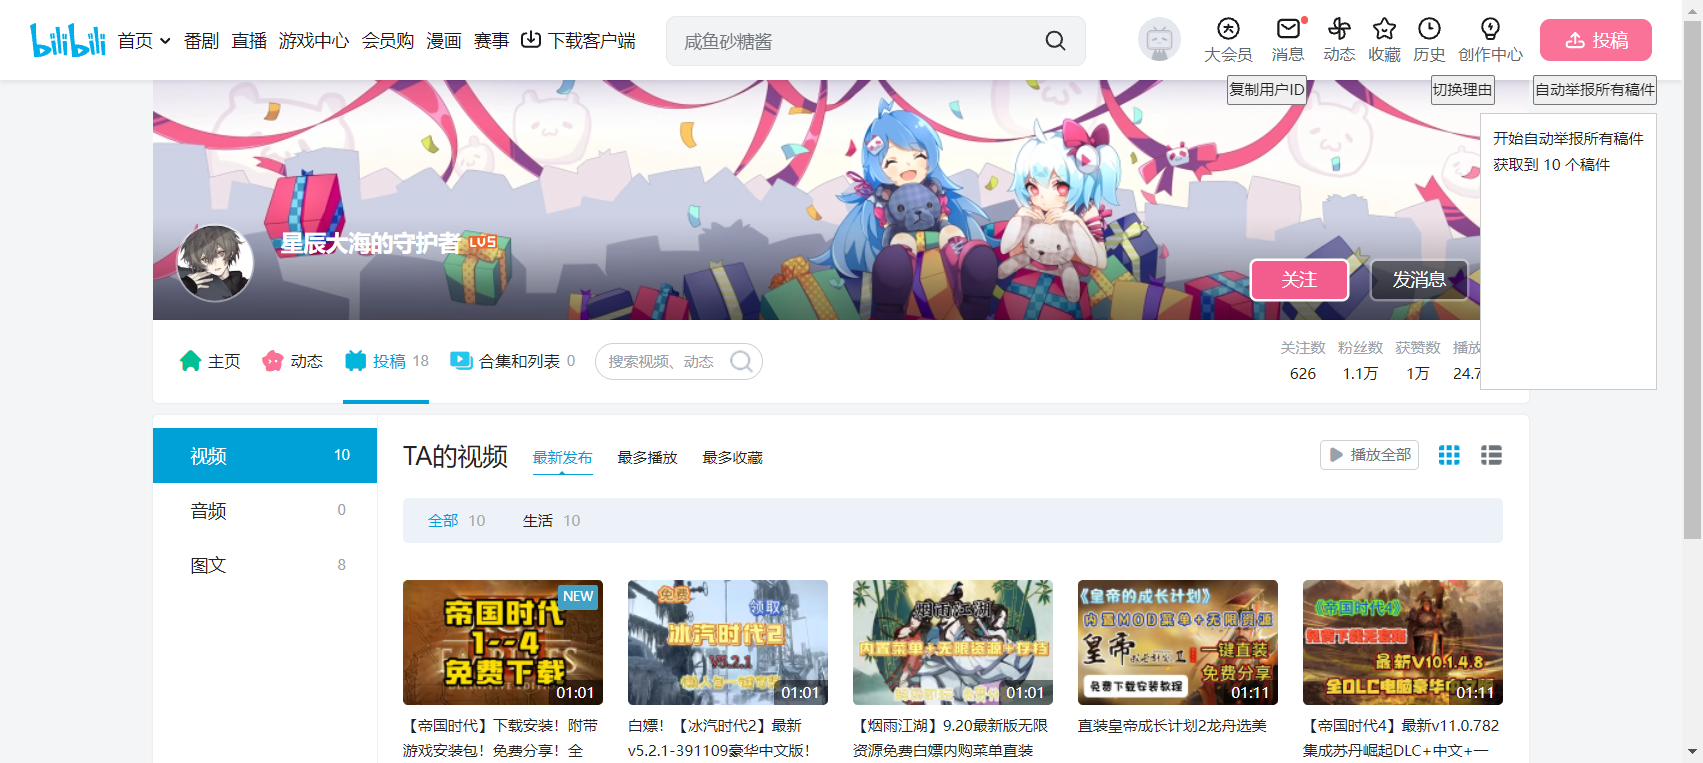 bilibili 首页 番剧 直播 游戏中心 会员购 漫画 赛事 下载客户端
咸鱼砂糖酱
大会员 消息 动态 收藏 历史 创作中心 投稿
复制用户ID 切换理由 自动举报所有稿件
开始自动举报所有稿件
获取到 10 个稿件
星辰大海的守护者 LV5
关注 发消息
主页 动态 投稿 18 合集和列表 0 搜索视频、动态
关注数 粉丝数 获赞数 播放
626 1.1万 1万 24.7
视频 10
音频 0
图文 8
TA的视频 最新发布 最多播放 最多收藏 播放全部
全部 10 生活 10
帝国时代
1--4
免费下载
NEW
01:01
【帝国时代】下载安装！附带
游戏安装包！免费分享！全
免费
领取
冰汽时代2
V5.2.1
01:01
白嫖！【冰汽时代2】最新
v5.2.1-391109豪华中文版！
烟雨江湖
内置菜单+无限资源+存档
01:01
【烟雨江湖】9.20最新版无限
资源免费白嫖内购菜单直装
《皇帝的成长计划》
内置MOD菜单+无限资源
皇帝
一键直装
免费分享
免费下载安装教程
01:11
直装皇帝成长计划2龙舟选美
《帝国时代4》
最新V10.1.4.8
01:11
【帝国时代4】最新v11.0.782
集成苏丹崛起DLC+中文+一